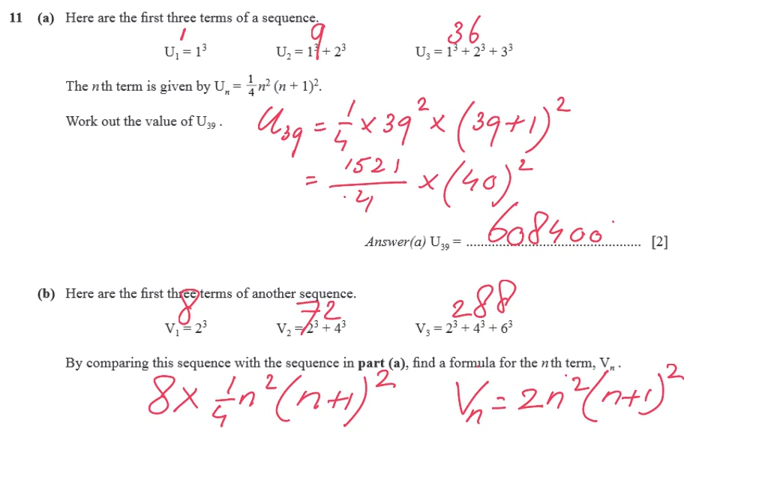 11 (a) Here are the first three terms of a sequence.
1 9 36
U₁ = 1³ U₂ = 1³ + 2³ U₃ = 1³ + 2³ + 3³
The nth term is given by Uₙ = 1/4 n² (n + 1)².
Work out the value of U₃₉ .
U₃₉ = 1/4 × 39² × (39+1)²
= 1521/4 × (40)²
Answer(a) U₃₉ = 608400 [2]
(b) Here are the first three terms of another sequence.
8 72 288
V₁ = 2³ V₂ = 2³ + 4³ V₃ = 2³ + 4³ + 6³
By comparing this sequence with the sequence in part (a), find a formula for the nth term, Vₙ .
8 × 1/4 n² (n+1)² Vₙ = 2n² (n+1)²